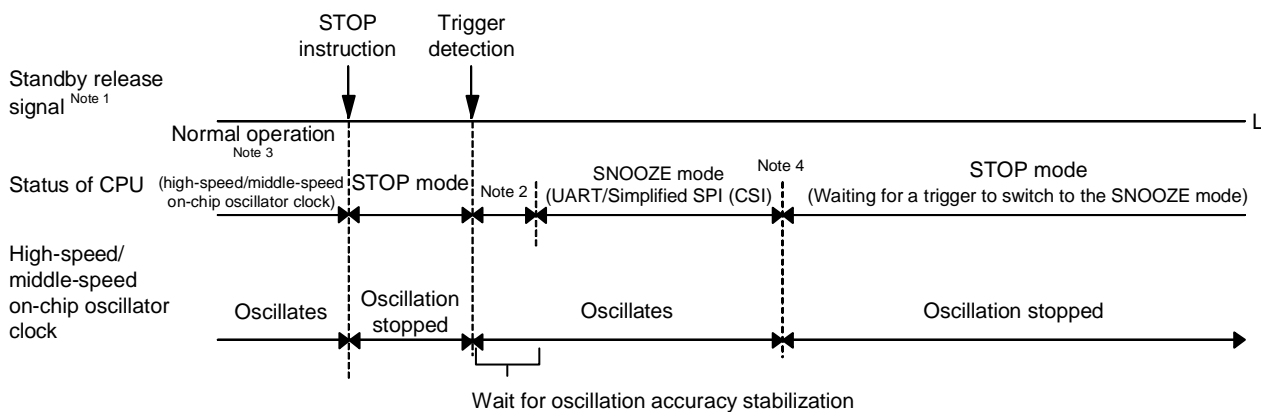 STOP
instruction
Trigger
detection
Standby release
signal Note 1
L
Normal operation
Note 3
Status of CPU
(high-speed/middle-speed
on-chip oscillator clock)
STOP mode
Note 2
SNOOZE mode
(UART/Simplified SPI (CSI)
Note 4
STOP mode
(Waiting for a trigger to switch to the SNOOZE mode)
High-speed/
middle-speed
on-chip oscillator
clock
Oscillates
Oscillation
stopped
Oscillates
Oscillation stopped
Wait for oscillation accuracy stabilization